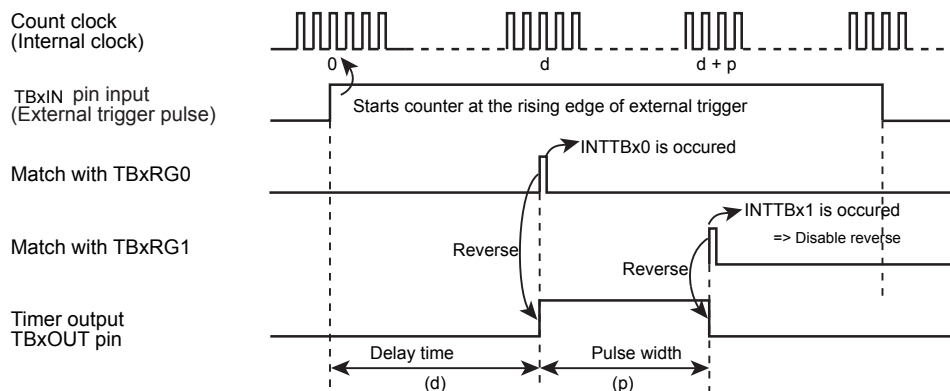 Count clock
(Internal clock)
0
d
d + p
TBxIN pin input
(External trigger pulse)
Starts counter at the rising edge of external trigger
INTTBx0 is occured
Match with TBxRG0
INTTBx1 is occured
=> Disable reverse
Match with TBxRG1
Reverse
Reverse
Timer output
TBxOUT pin
Delay time
Pulse width
(d)
(p)